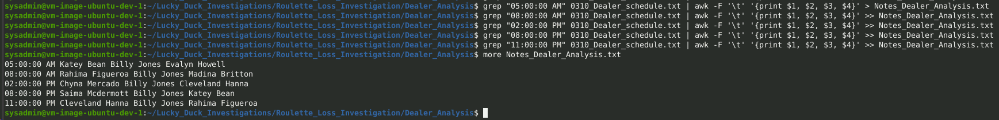 sysadmin@vm-image-ubuntu-dev-1:~/Lucky_Duck_Investigations/Roulette_Loss_Investigation/Dealer_Analysis$ grep "05:00:00 AM" 0310_Dealer_schedule.txt | awk -F '\t' '{print $1, $2, $3, $4}' > Notes_Dealer_Analysis.txt
sysadmin@vm-image-ubuntu-dev-1:~/Lucky_Duck_Investigations/Roulette_Loss_Investigation/Dealer_Analysis$ grep "08:00:00 AM" 0310_Dealer_schedule.txt | awk -F '\t' '{print $1, $2, $3, $4}' >> Notes_Dealer_Analysis.txt
sysadmin@vm-image-ubuntu-dev-1:~/Lucky_Duck_Investigations/Roulette_Loss_Investigation/Dealer_Analysis$ grep "02:00:00 PM" 0310_Dealer_schedule.txt | awk -F '\t' '{print $1, $2, $3, $4}' >> Notes_Dealer_Analysis.txt
sysadmin@vm-image-ubuntu-dev-1:~/Lucky_Duck_Investigations/Roulette_Loss_Investigation/Dealer_Analysis$ grep "08:00:00 PM" 0310_Dealer_schedule.txt | awk -F '\t' '{print $1, $2, $3, $4}' >> Notes_Dealer_Analysis.txt
sysadmin@vm-image-ubuntu-dev-1:~/Lucky_Duck_Investigations/Roulette_Loss_Investigation/Dealer_Analysis$ grep "11:00:00 PM" 0310_Dealer_schedule.txt | awk -F '\t' '{print $1, $2, $3, $4}' >> Notes_Dealer_Analysis.txt
sysadmin@vm-image-ubuntu-dev-1:~/Lucky_Duck_Investigations/Roulette_Loss_Investigation/Dealer_Analysis$ more Notes_Dealer_Analysis.txt
05:00:00 AM Katey Bean Billy Jones Evalyn Howell
08:00:00 AM Rahima Figueroa Billy Jones Madina Britton
02:00:00 PM Chyna Mercado Billy Jones Cleveland Hanna
08:00:00 PM Saima Mcdermott Billy Jones Katey Bean
11:00:00 PM Cleveland Hanna Billy Jones Rahima Figueroa
sysadmin@vm-image-ubuntu-dev-1:~/Lucky_Duck_Investigations/Roulette_Loss_Investigation/Dealer_Analysis$